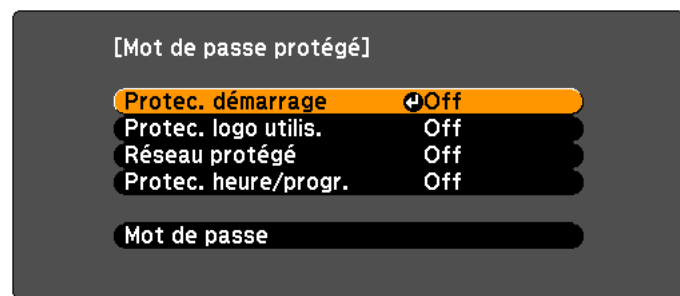 [Mot de passe protégé]
Protec. démarrage Off
Protec. logo utilis. Off
Réseau protégé Off
Protec. heure/progr. Off
Mot de passe